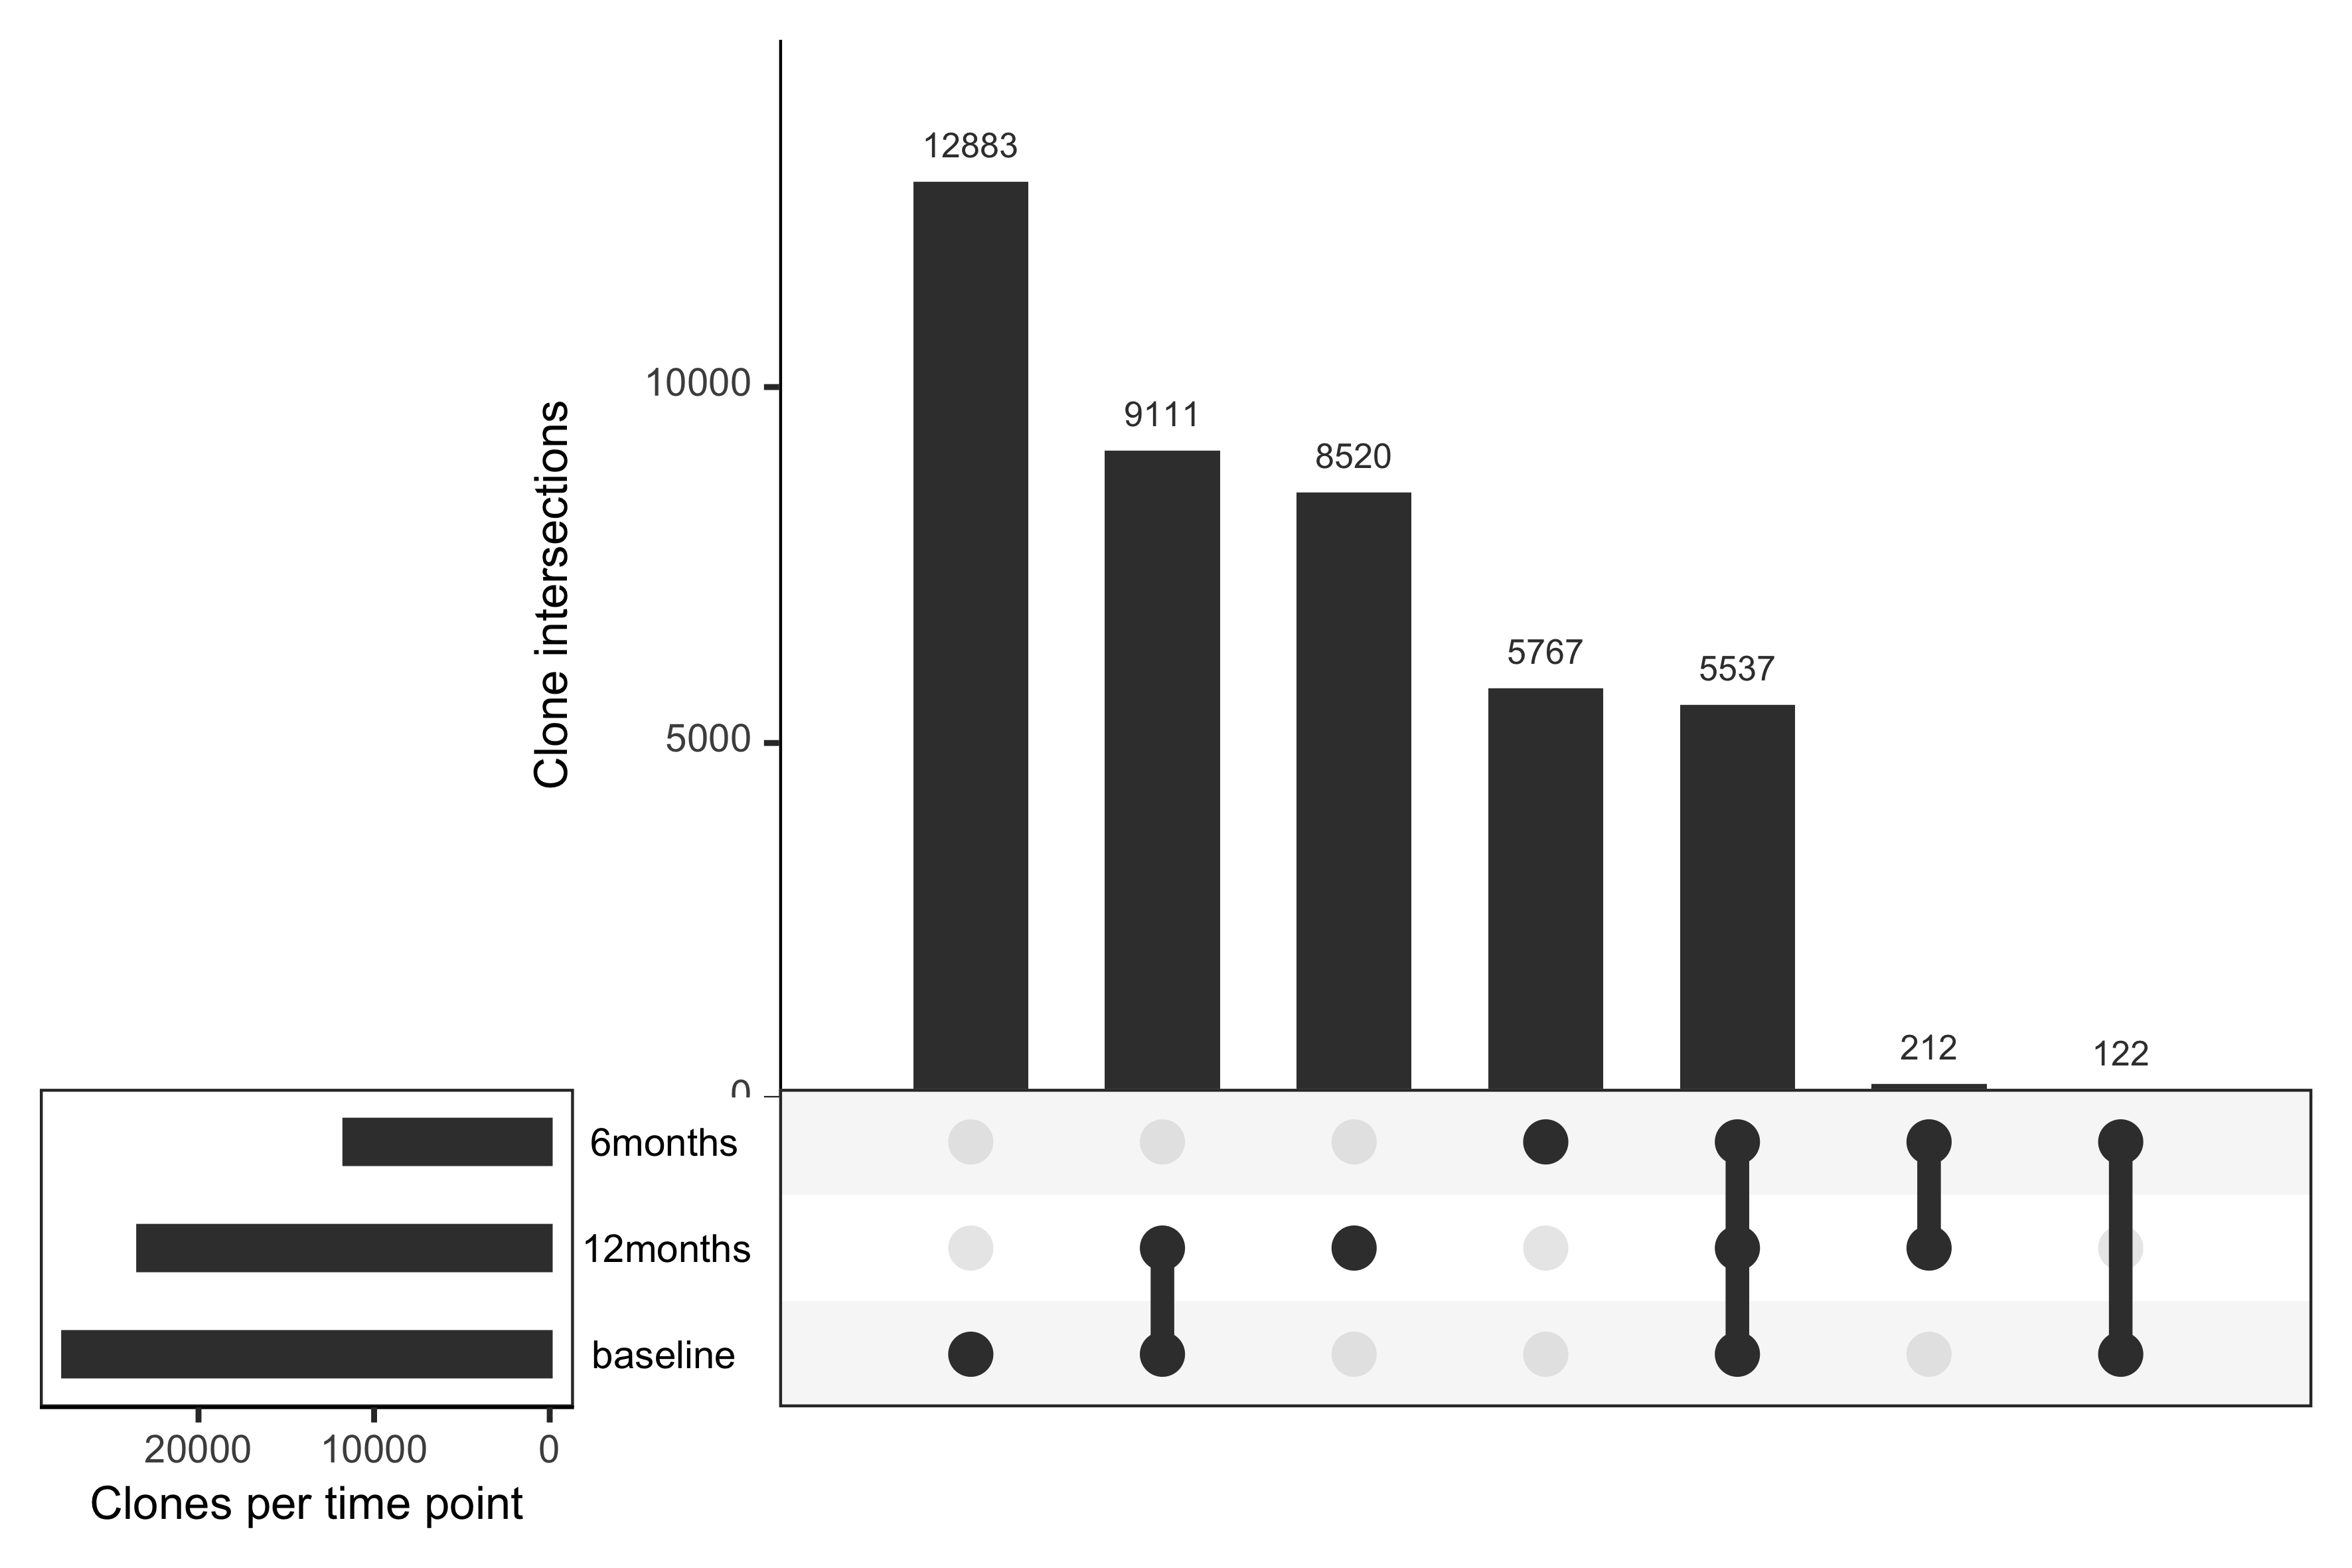 12883
9111
8520
5767
5537
212
122
Clone intersections
10000
5000
0
6months
12months
baseline
20000 10000 0
Clones per time point